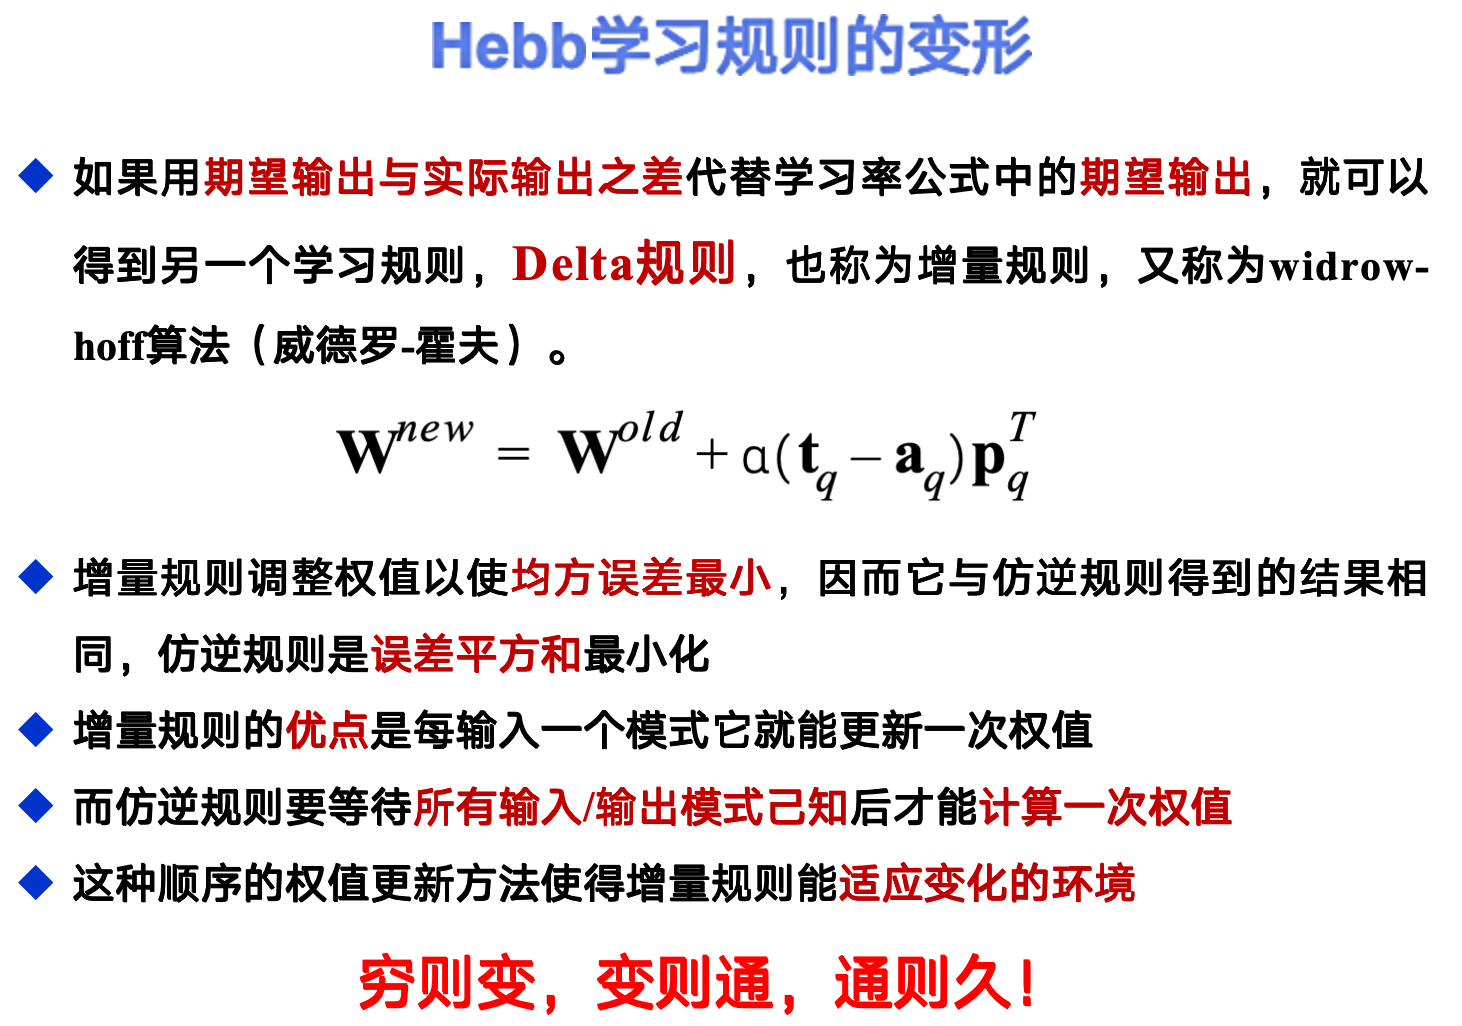 Hebb学习规则的变形
如果用期望输出与实际输出之差代替学习率公式中的期望输出，就可以
得到另一个学习规则，Delta规则，也称为增量规则，又称为widrow-
hoff算法（威德罗-霍夫）。
W^{new} = W^{old} + α(t_q − a_q)p_q^T
增量规则调整权值以使均方误差最小，因而它与仿逆规则得到的结果相
同，仿逆规则是误差平方和最小化
增量规则的优点是每输入一个模式它就能更新一次权值
而仿逆规则要等待所有输入/输出模式己知后才能计算一次权值
这种顺序的权值更新方法使得增量规则能适应变化的环境
穷则变，变则通，通则久！